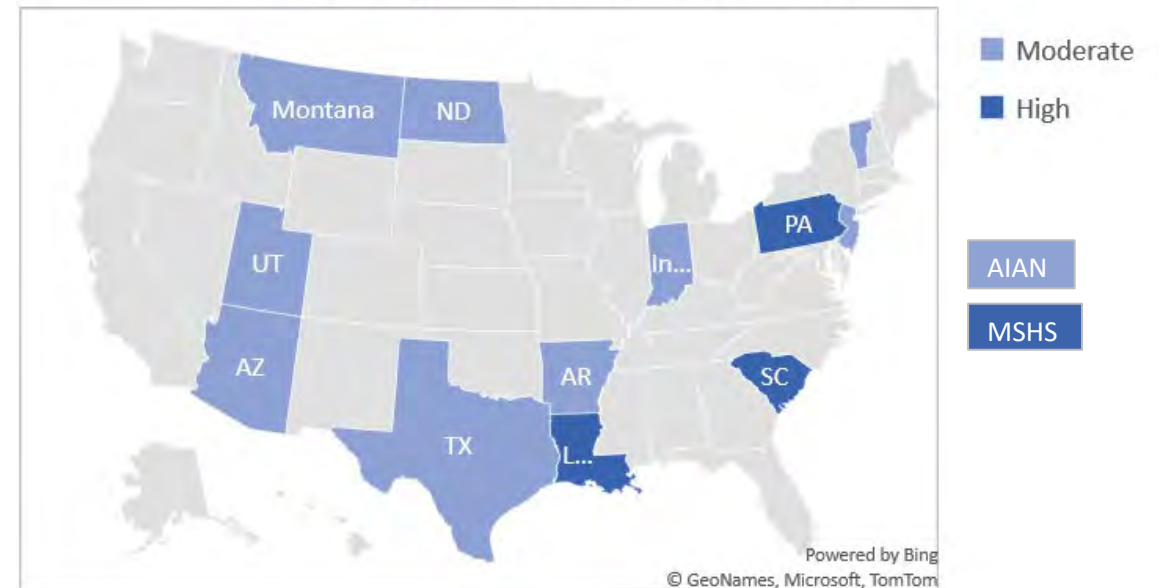 Moderate
High
Montana
ND
PA
UT
In...
AIAN
MSHS
AZ
AR
SC
TX
L...
Powered by Bing
© GeoNames, Microsoft, TomTom